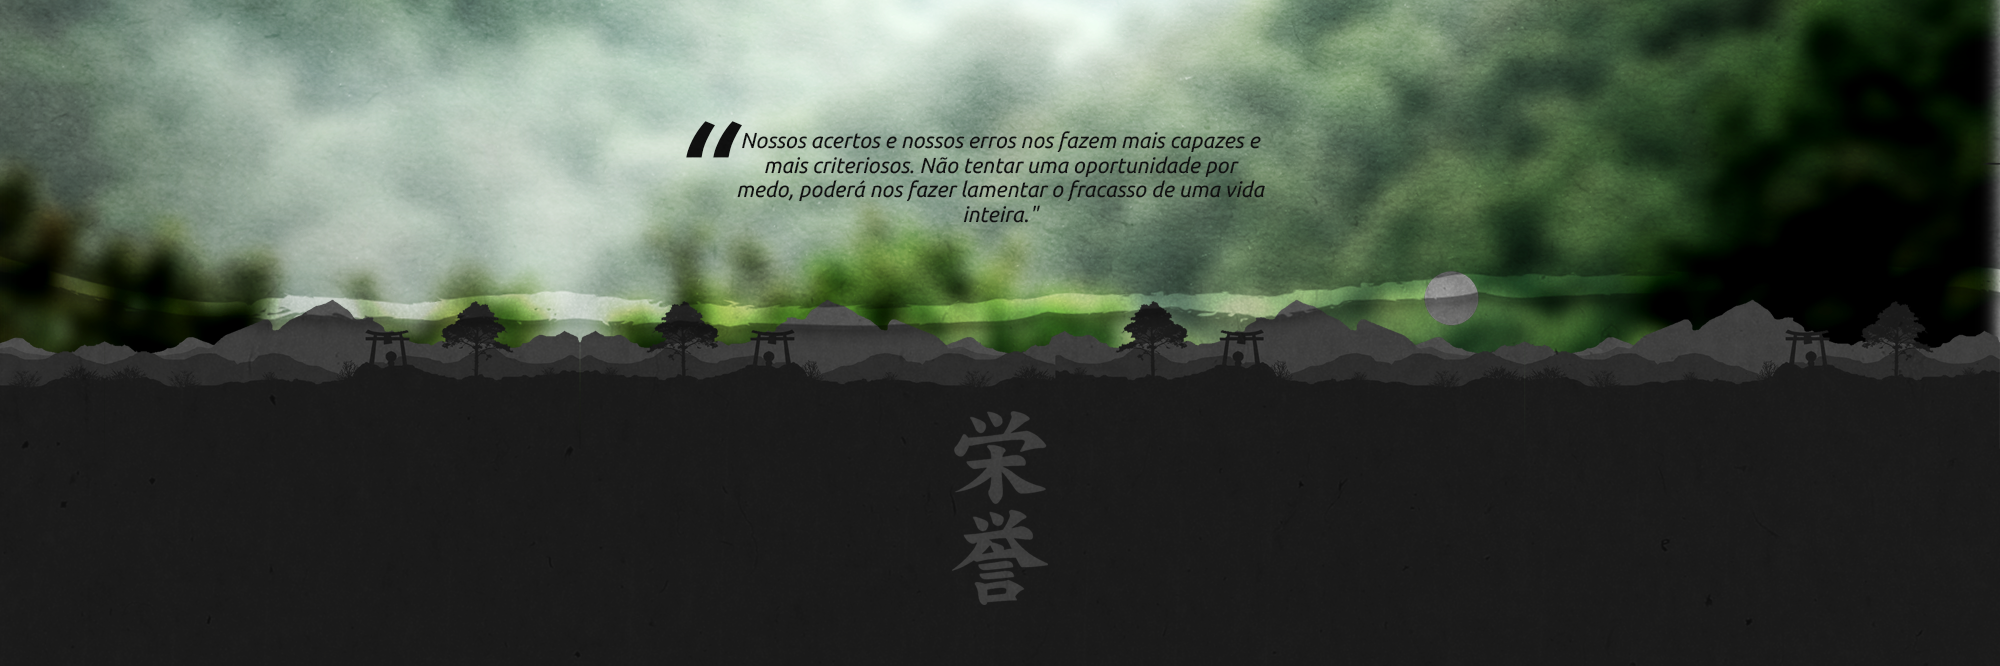 “Nossos acertos e nossos erros nos fazem mais capazes e
mais criteriosos. Não tentar uma oportunidade por
medo, poderá nos fazer lamentar o fracasso de uma vida
inteira."
栄
誉